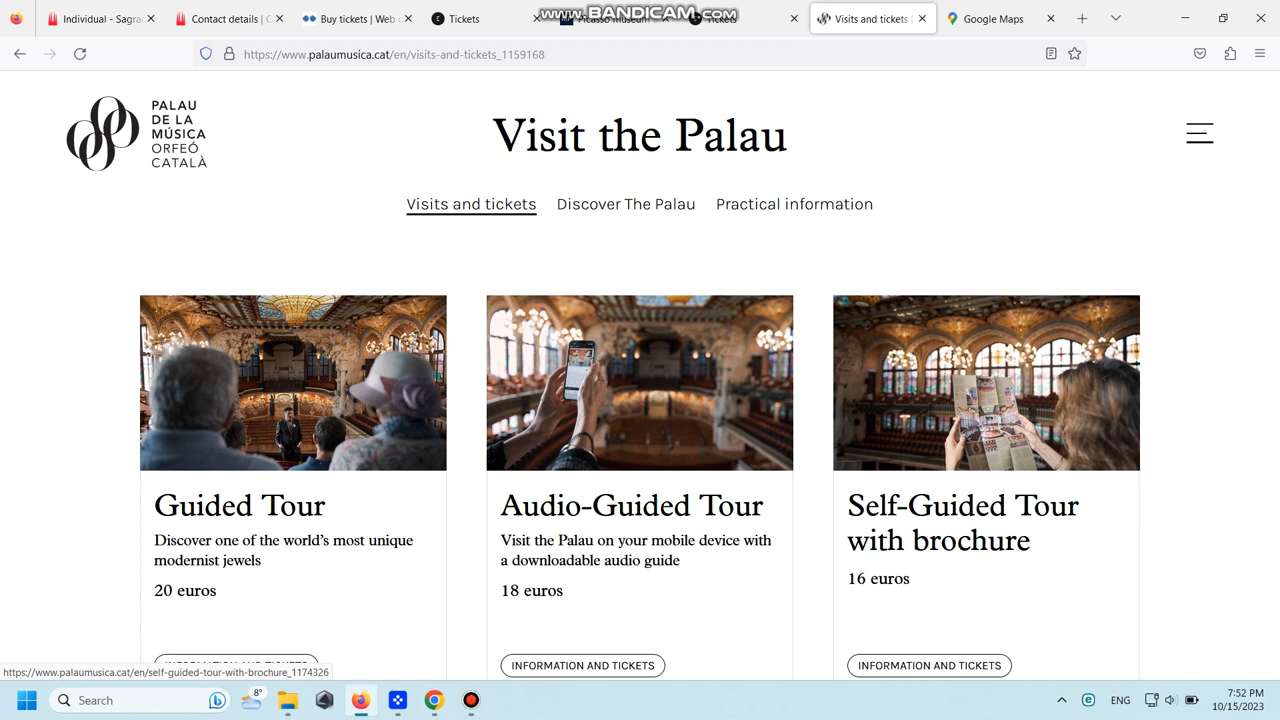 Individual - Sagra
Contact details | C
Buy tickets | Web o
Tickets
Picasso museum
Tickets
Visits and tickets |
Google Maps
www.BANDICAM.com
https://www.palaumusica.cat/en/visits-and-tickets_1159168
PALAU
DE LA
MÚSICA
ORFEÓ
CATALÀ
Visit the Palau
Visits and tickets Discover The Palau Practical information
Guided Tour
Discover one of the world's most unique
modernist jewels
20 euros
Audio-Guided Tour
Visit the Palau on your mobile device with
a downloadable audio guide
18 euros
INFORMATION AND TICKETS
Self-Guided Tour
with brochure
16 euros
INFORMATION AND TICKETS
https://www.palaumusica.cat/en/self-guided-tour-with-brochure_1174326
Search
8°
ENG
7:52 PM
10/15/2023